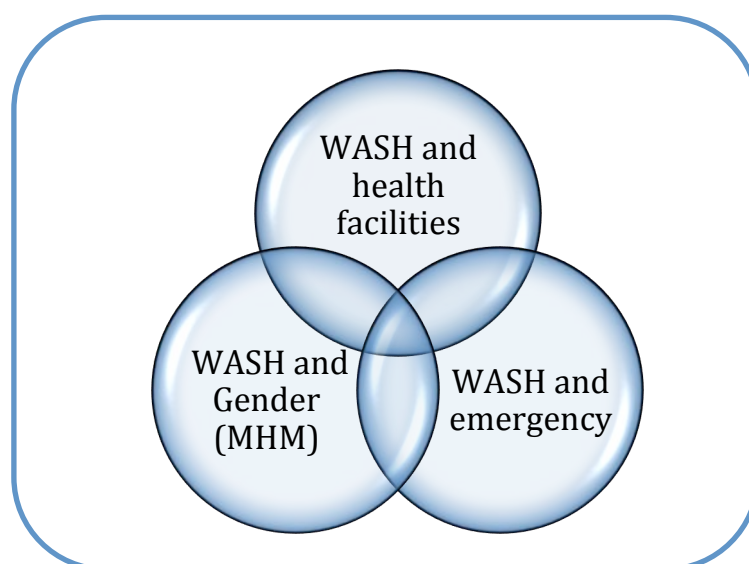 WASH and
health
facilities
WASH and
Gender
(MHM)
WASH and
emergency